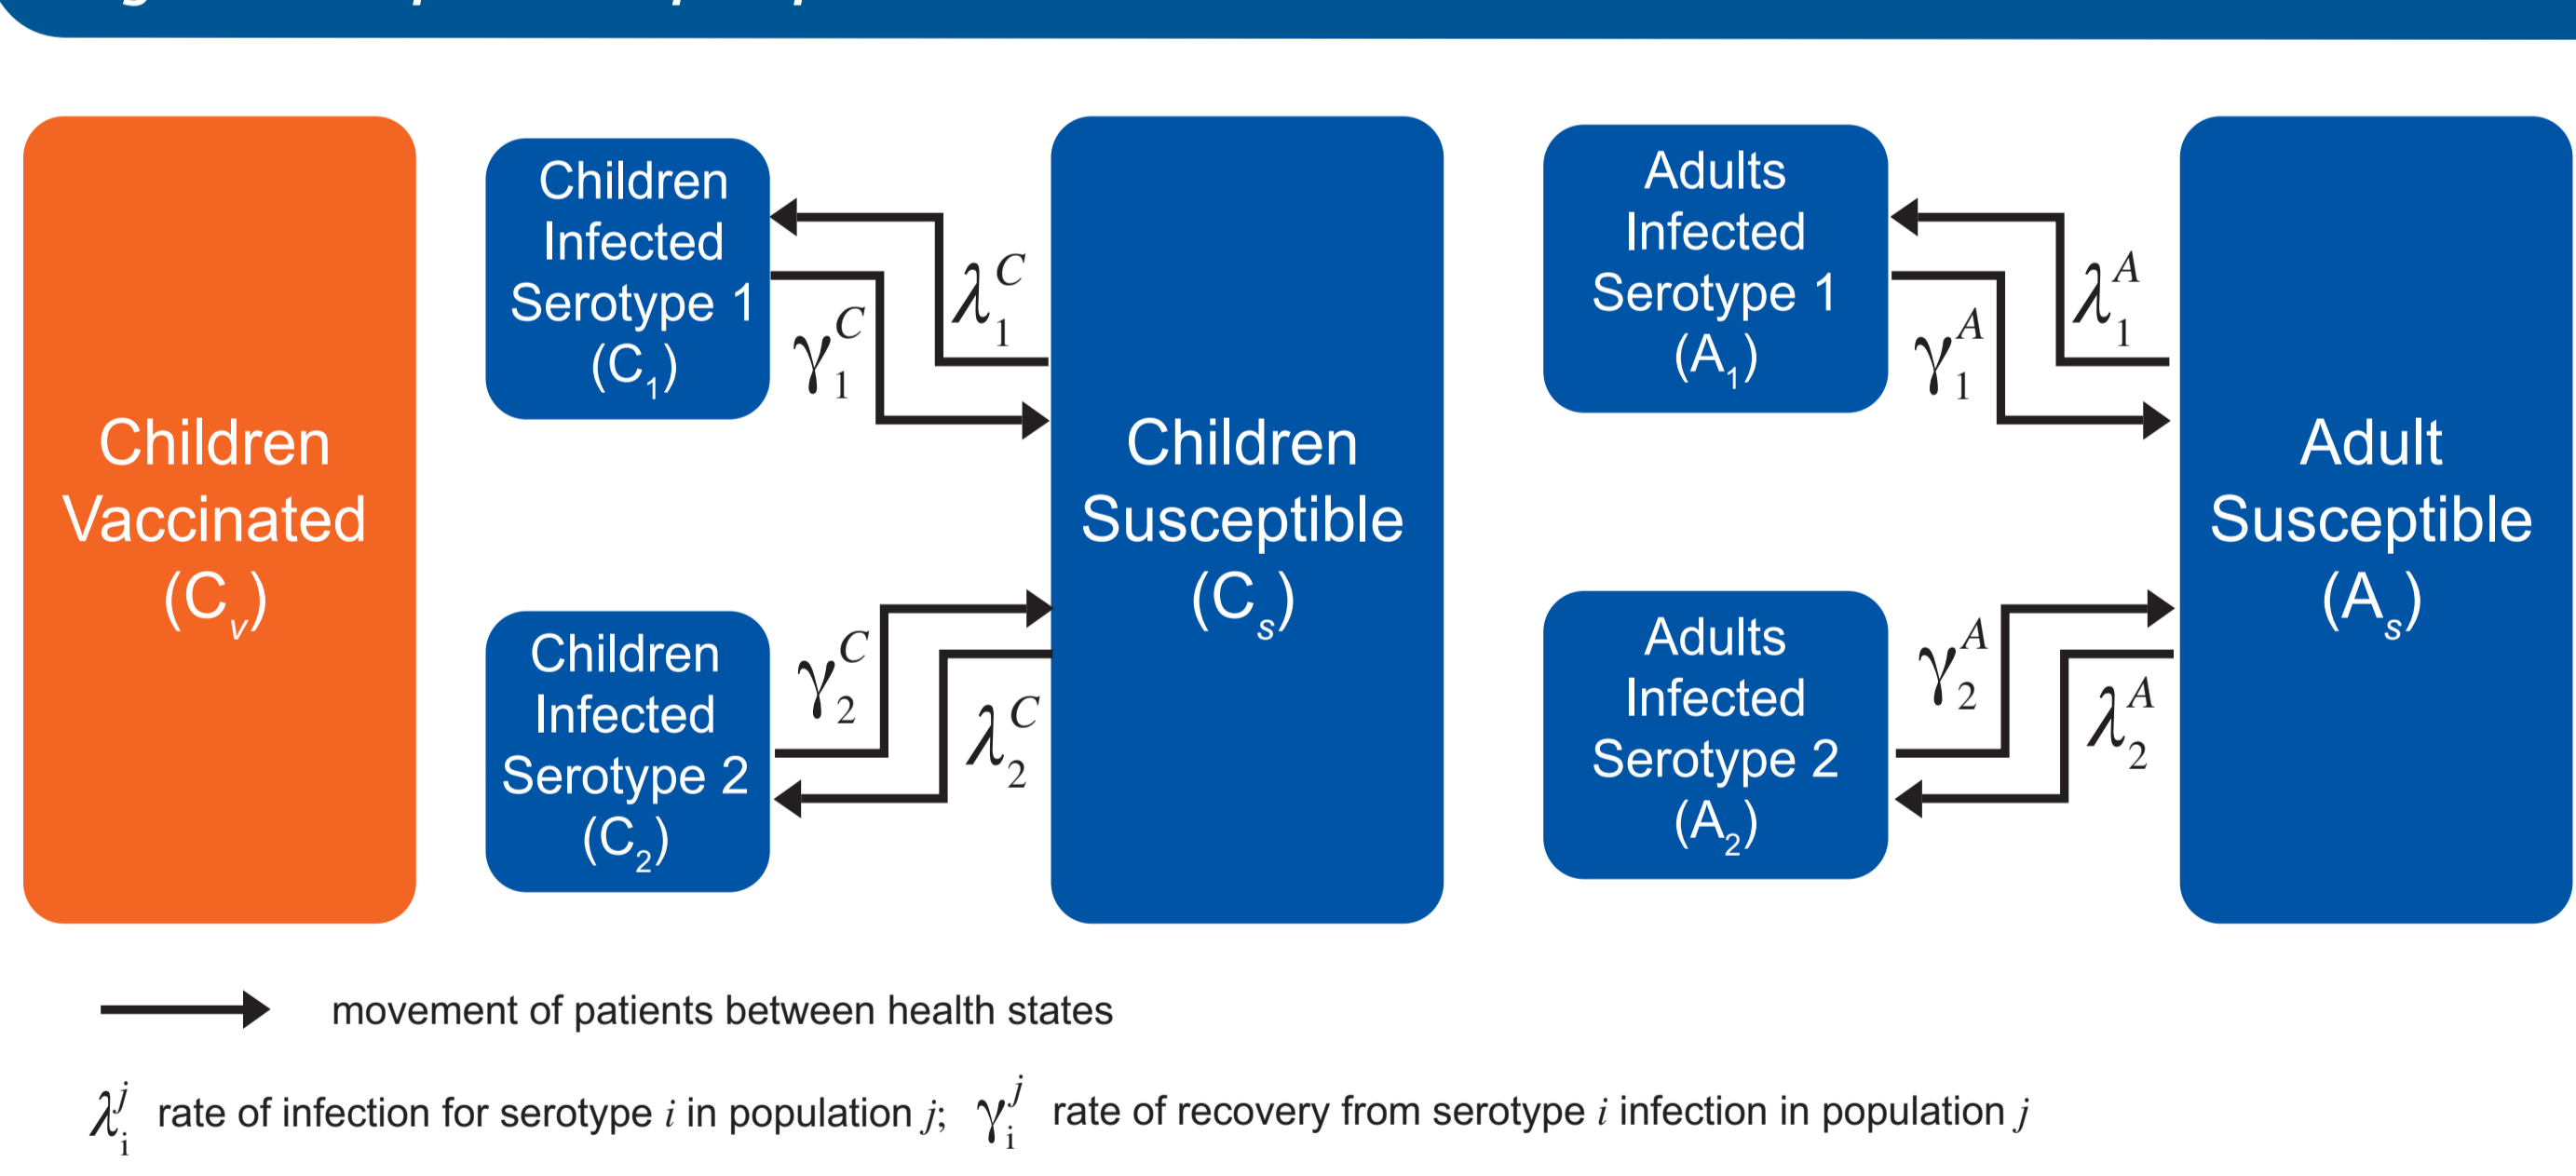 Children
Vaccinated
(Cv)
Children
Infected
Serotype 1
(C1)
γ1C
λ1C
Children
Infected
Serotype 2
(C2)
γ2C
λ2C
Children
Susceptible
(Cs)
Adults
Infected
Serotype 1
(A1)
γ1A
λ1A
Adults
Infected
Serotype 2
(A2)
γ2A
λ2A
Adult
Susceptible
(As)
movement of patients between health states
λij rate of infection for serotype i in population j; γij rate of recovery from serotype i infection in population j